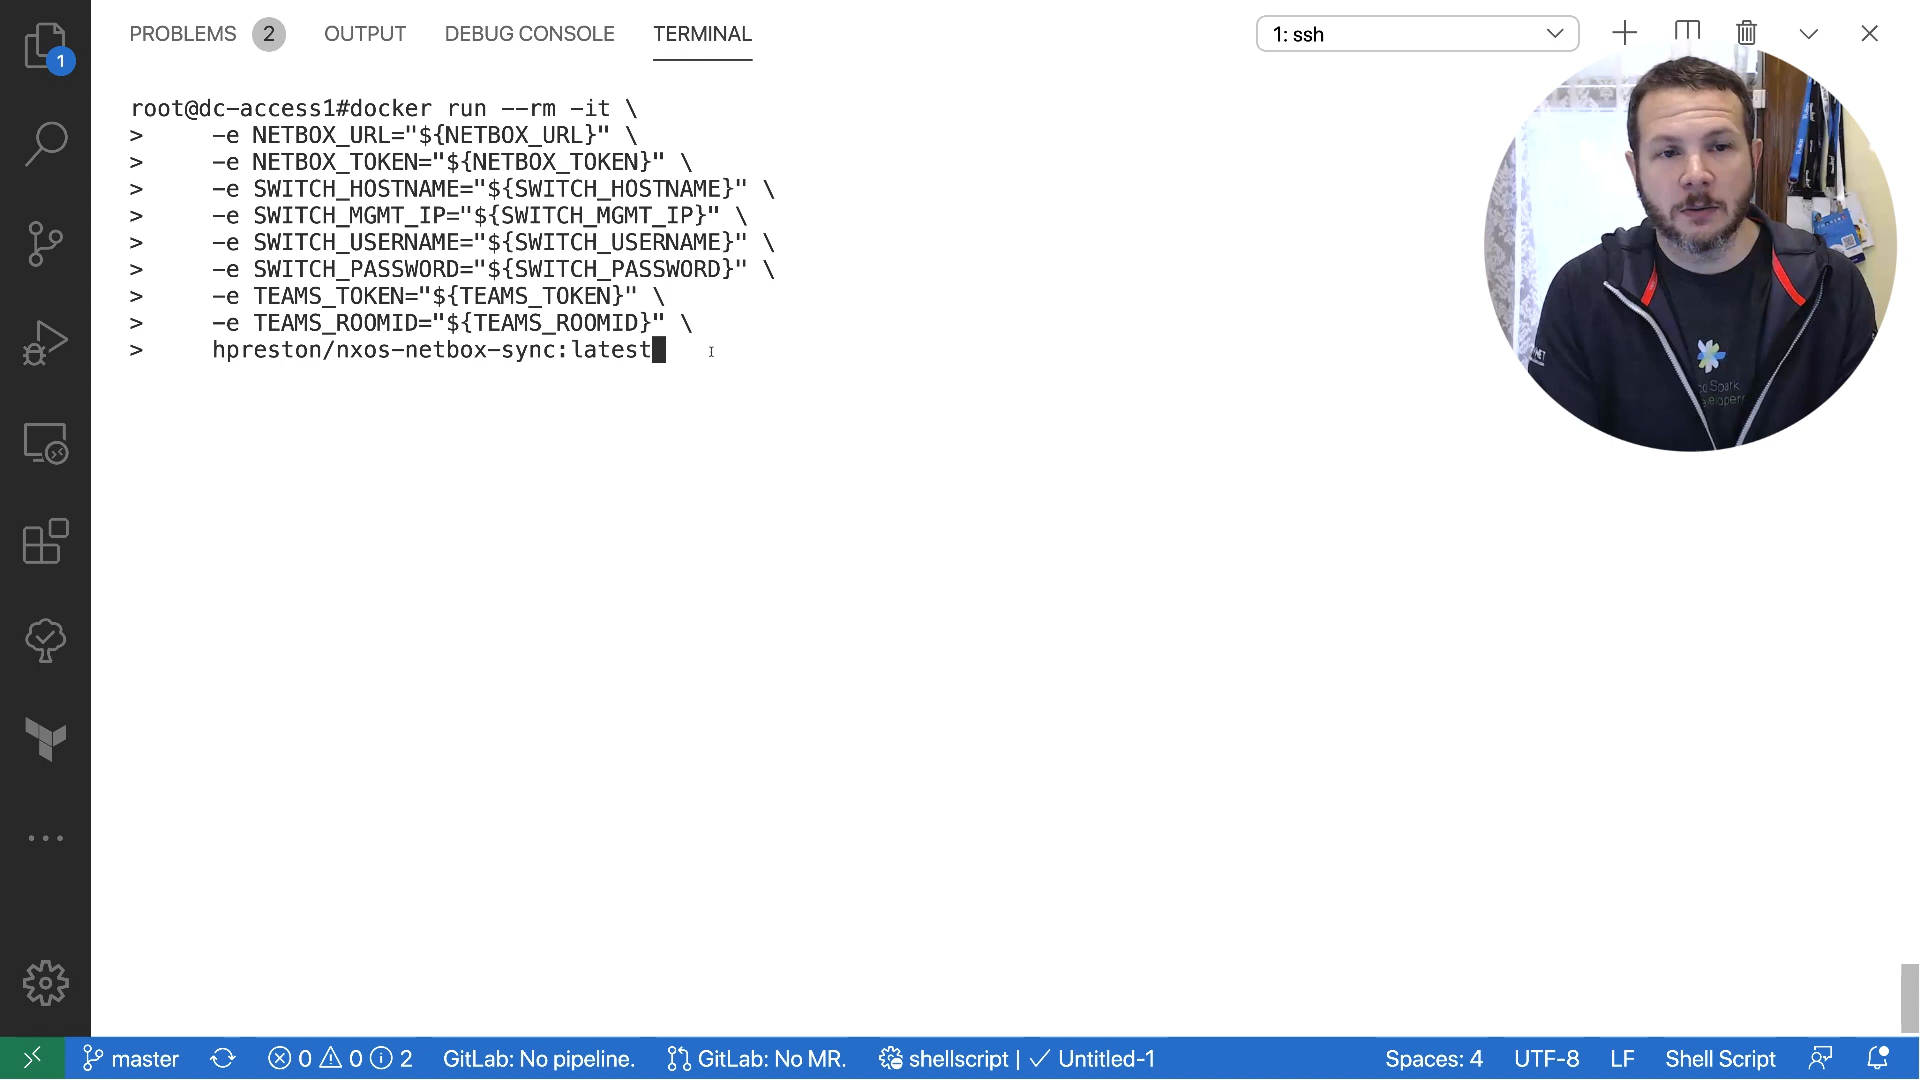 PROBLEMS 2 OUTPUT DEBUG CONSOLE TERMINAL 1: ssh
1
root@dc-access1#docker run --rm -it \
>     -e NETBOX_URL="${NETBOX_URL}" \
>     -e NETBOX_TOKEN="${NETBOX_TOKEN}" \
>     -e SWITCH_HOSTNAME="${SWITCH_HOSTNAME}" \
>     -e SWITCH_MGMT_IP="${SWITCH_MGMT_IP}" \
>     -e SWITCH_USERNAME="${SWITCH_USERNAME}" \
>     -e SWITCH_PASSWORD="${SWITCH_PASSWORD}" \
>     -e TEAMS_TOKEN="${TEAMS_TOKEN}" \
>     -e TEAMS_ROOMID="${TEAMS_ROOMID}" \
>     hpreston/nxos-netbox-sync:latest
Spark
master 0 0 2 GitLab: No pipeline. GitLab: No MR. shellscript | ✓ Untitled-1 Spaces: 4 UTF-8 LF Shell Script